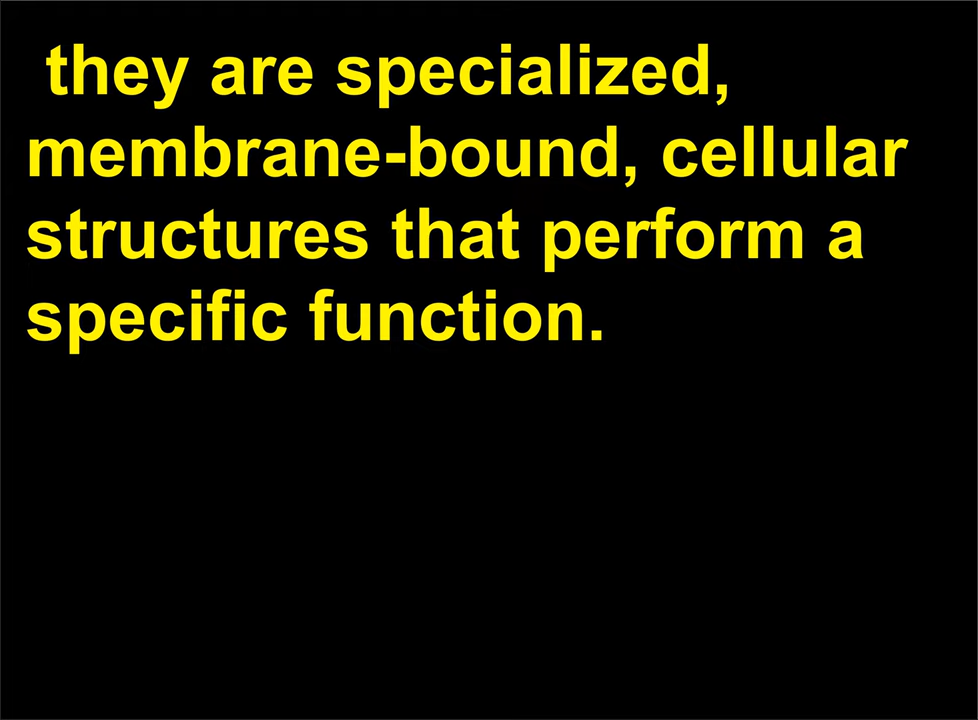 they are specialized,
membrane-bound, cellular
structures that perform a
specific function.